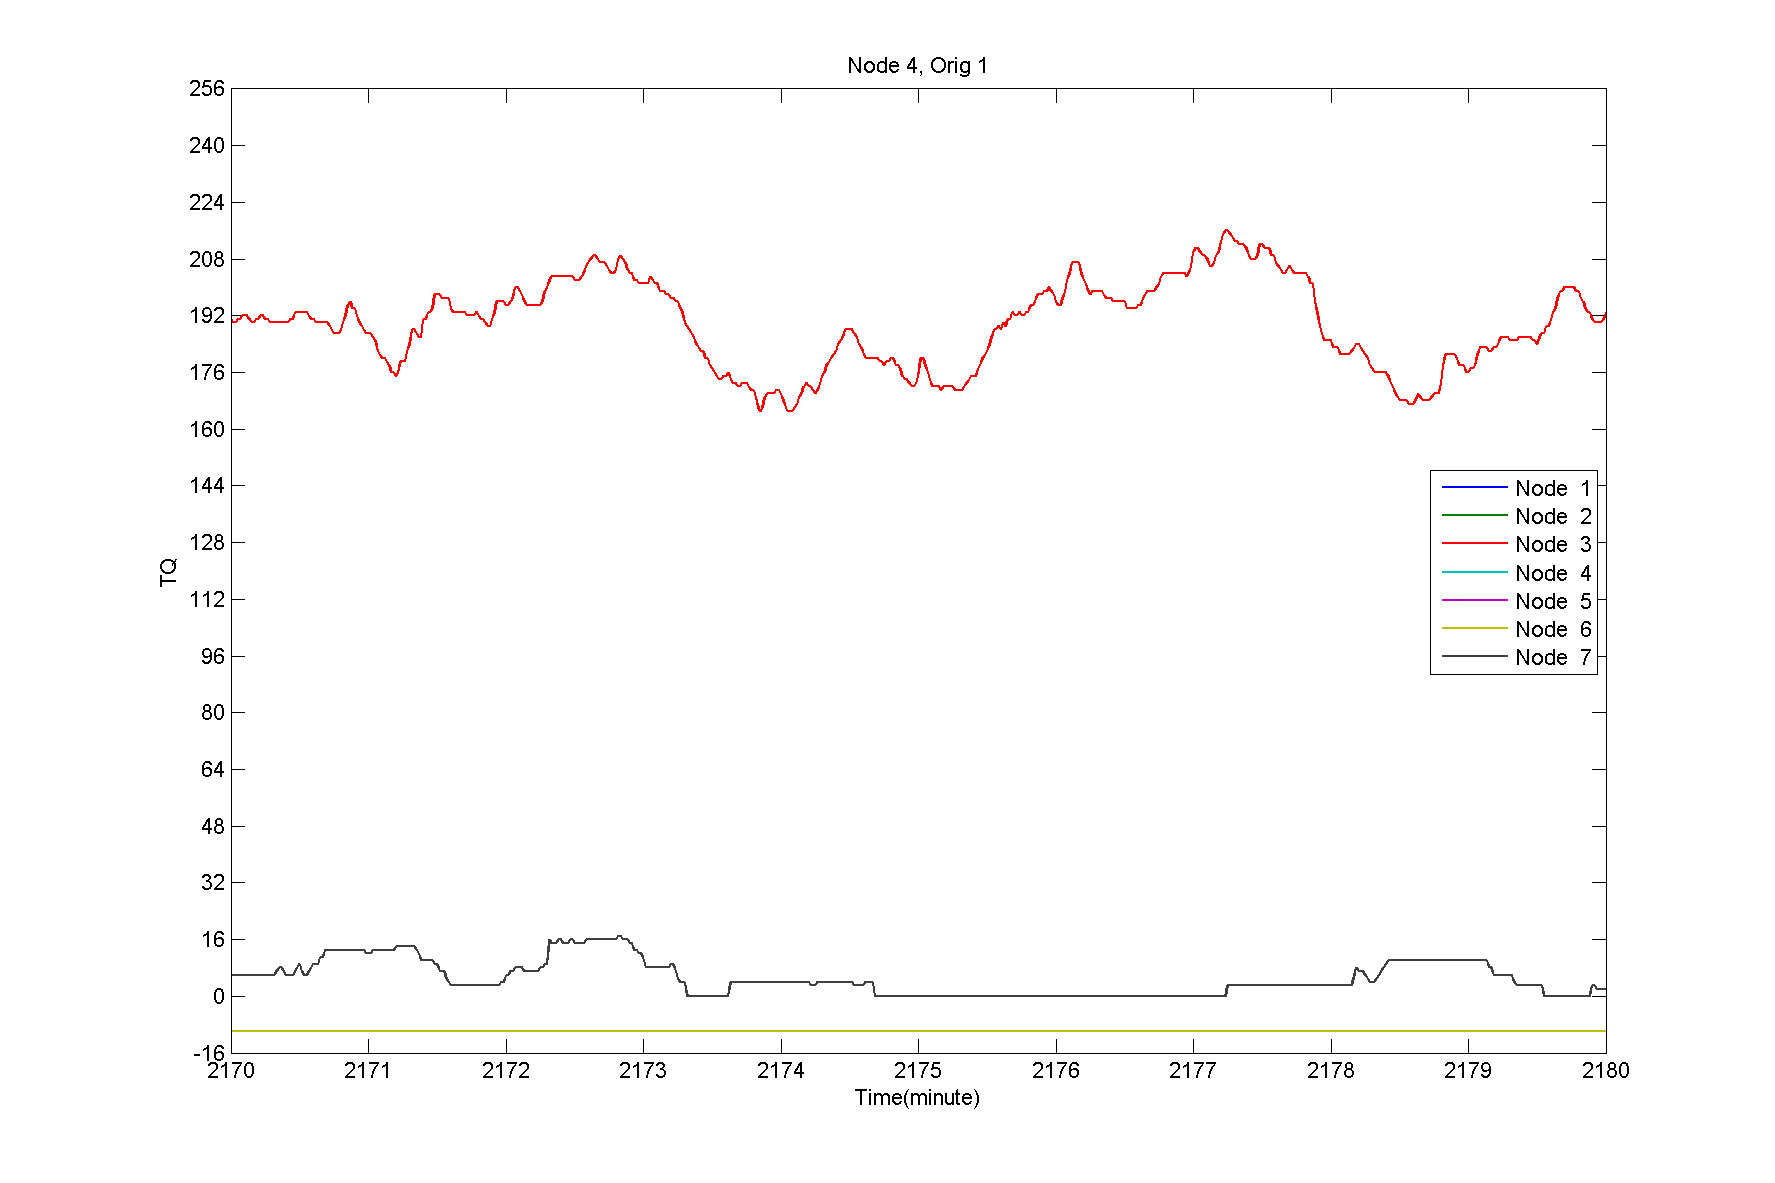 Node 4, Orig 1
256
240
224
208
192
176
160
144
128
112
96
80
64
48
32
16
0
-16
TQ
Node 1
Node 2
Node 3
Node 4
Node 5
Node 6
Node 7
2170 2171 2172 2173 2174 2175 2176 2177 2178 2179 2180
Time(minute)